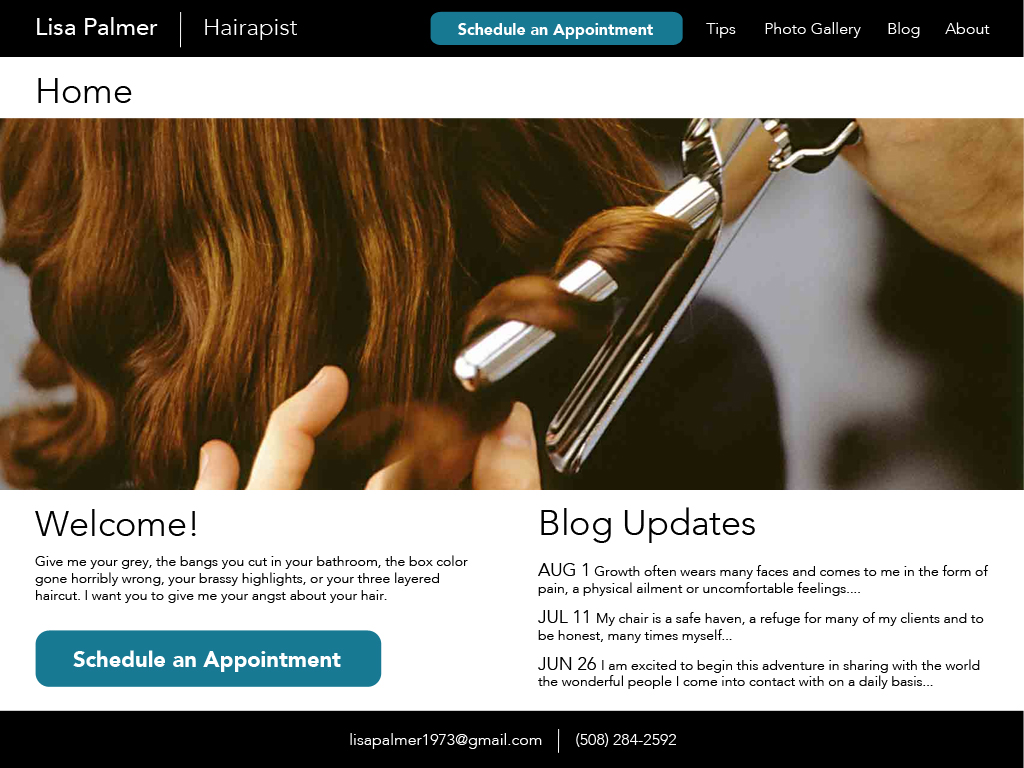 Lisa Palmer | Hairapist Schedule an Appointment Tips Photo Gallery Blog About
Home
Welcome!
Give me your grey, the bangs you cut in your bathroom, the box color
gone horribly wrong, your brassy highlights, or your three layered
haircut. I want you to give me your angst about your hair.
Schedule an Appointment
Blog Updates
AUG 1 Growth often wears many faces and comes to me in the form of
pain, a physical ailment or uncomfortable feelings....
JUL 11 My chair is a safe haven, a refuge for many of my clients and to
be honest, many times myself...
JUN 26 I am excited to begin this adventure in sharing with the world
the wonderful people I come into contact with on a daily basis...
lisapalmer1973@gmail.com | (508) 284-2592